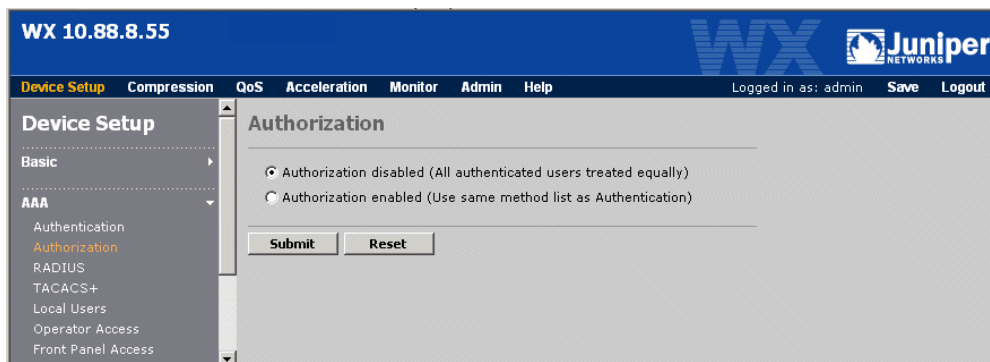 WX 10.88.8.55
WX
Juniper
NETWORKS
Device Setup Compression QoS Acceleration Monitor Admin Help Logged in as: admin Save Logout
Device Setup
Basic
AAA
Authentication
Authorization
RADIUS
TACACS+
Local Users
Operator Access
Front Panel Access
Authorization
Authorization disabled (All authenticated users treated equally)
Authorization enabled (Use same method list as Authentication)
Submit Reset